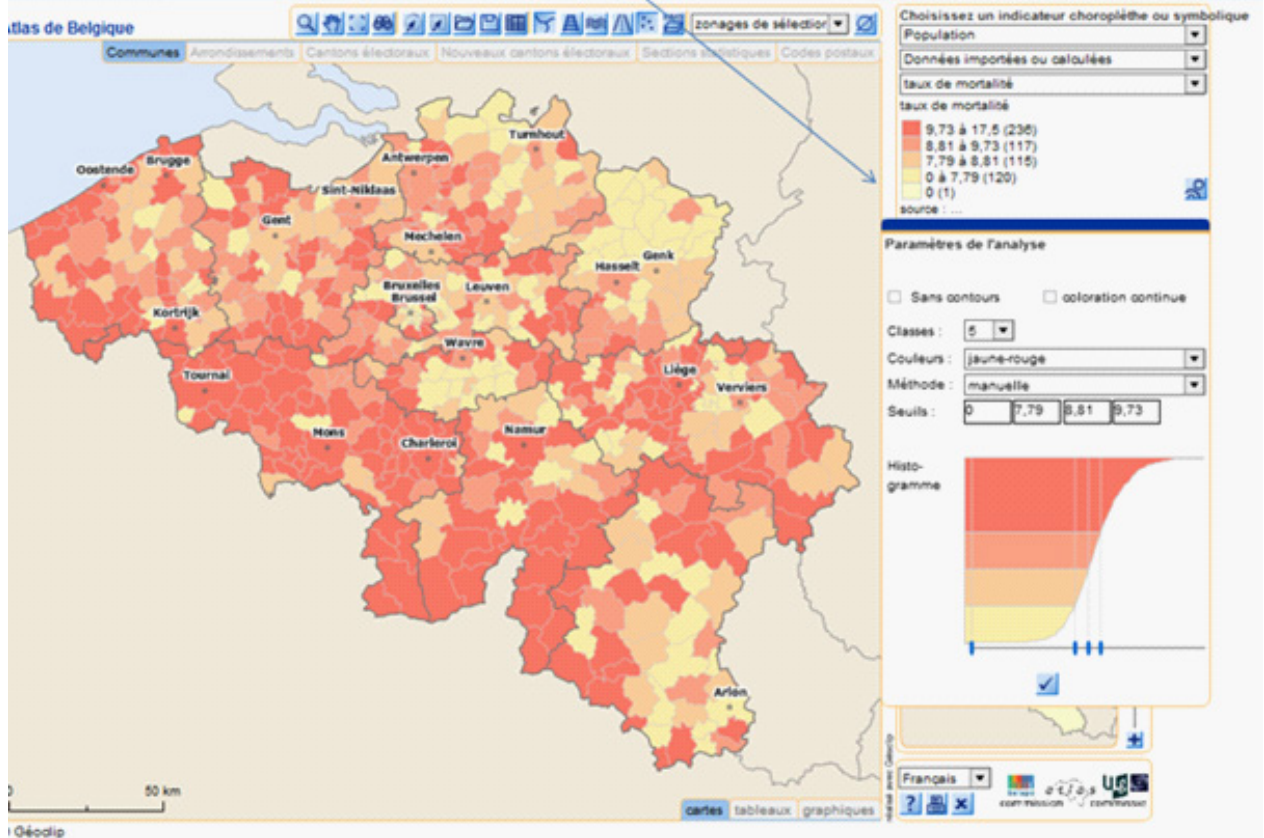 tlas de Belgique
zonages de sélection
Communes Arrondissements Cantons électoraux Nouveaux cantons électoraux Sections statistiques Codes postaux
Oostende
Brugge
Antwerpen
Turnhout
Sint-Niklaas
Gent
Mechelen
Hasselt
Genk
Bruxelles
Brussel
Leuven
Kortrijk
Wavre
Tournai
Liège
Verviers
Mons
Charleroi
Namur
Arlon
50 km
cartes tableaux graphiques
© Géoclip
Choisissez un indicateur choroplèthe ou symbolique
Population
Données importées ou calculées
taux de mortalité
taux de mortalité
9,73 à 17,5 (236)
8,81 à 9,73 (117)
7,79 à 8,81 (115)
0 à 7,79 (120)
0 (1)
source : ...
Paramètres de l'analyse
Sans contours coloration continue
Classes : 5
Couleurs : jaune-rouge
Méthode : manuelle
Seuils : 0 7,79 8,81 9,73
Histo-
gramme
réalisé avec Géoclip
Français
atlas
commission